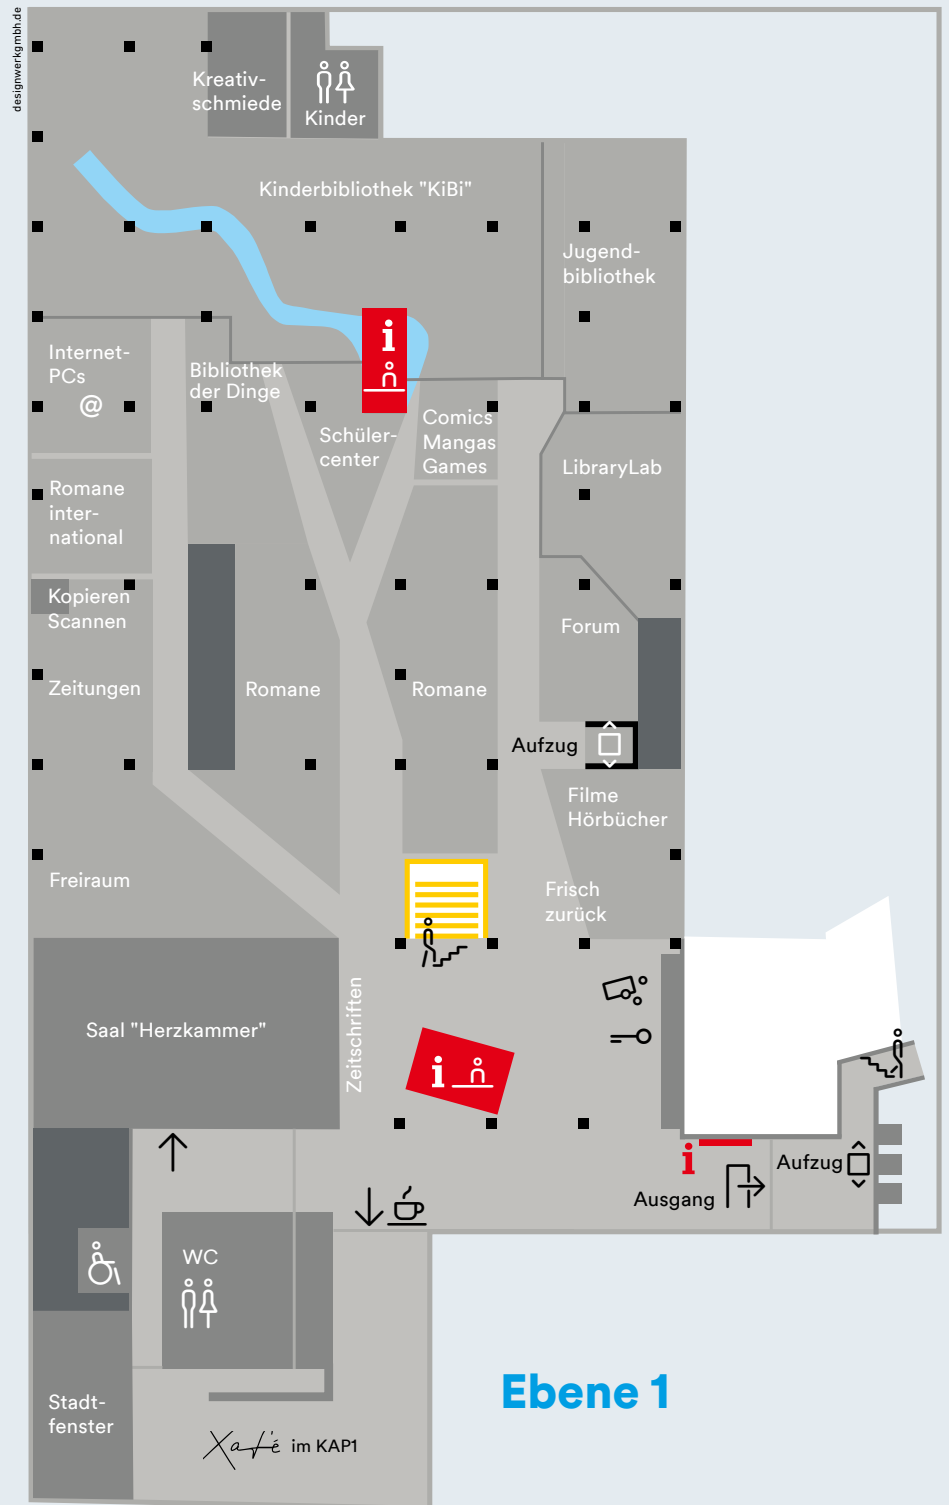 designwerkgmbh.de
Kreativ-
schmiede
Kinder
Kinderbibliothek "KiBi"
Jugend-
bibliothek
Internet-
PCs
@
Bibliothek
der Dinge
i
Schüler-
center
Comics
Mangas
Games
LibraryLab
Romane
inter-
national
Kopieren
Scannen
Forum
Zeitungen
Romane
Romane
Aufzug
Filme
Hörbücher
Freiraum
Frisch
zurück
Saal "Herzkammer"
Zeitschriften
i
i
Aufzug
Ausgang
WC
Ebene 1
Stadt-
fenster
Xafé im KAP1